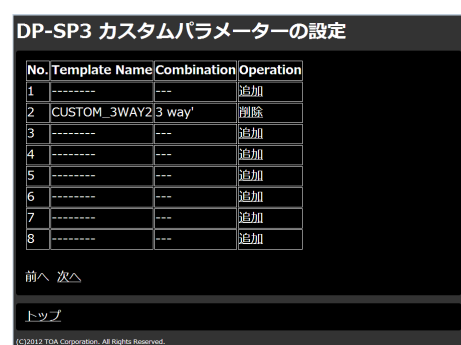 DP-SP3 カスタムパラメーターの設定
No. Template Name Combination Operation
1 -------- --- 追加
2 CUSTOM_3WAY2 3 way' 削除
3 -------- --- 追加
4 -------- --- 追加
5 -------- --- 追加
6 -------- --- 追加
7 -------- --- 追加
8 -------- --- 追加
前へ 次へ
トップ
(C)2012 TOA Corporation. All Rights Reserved.